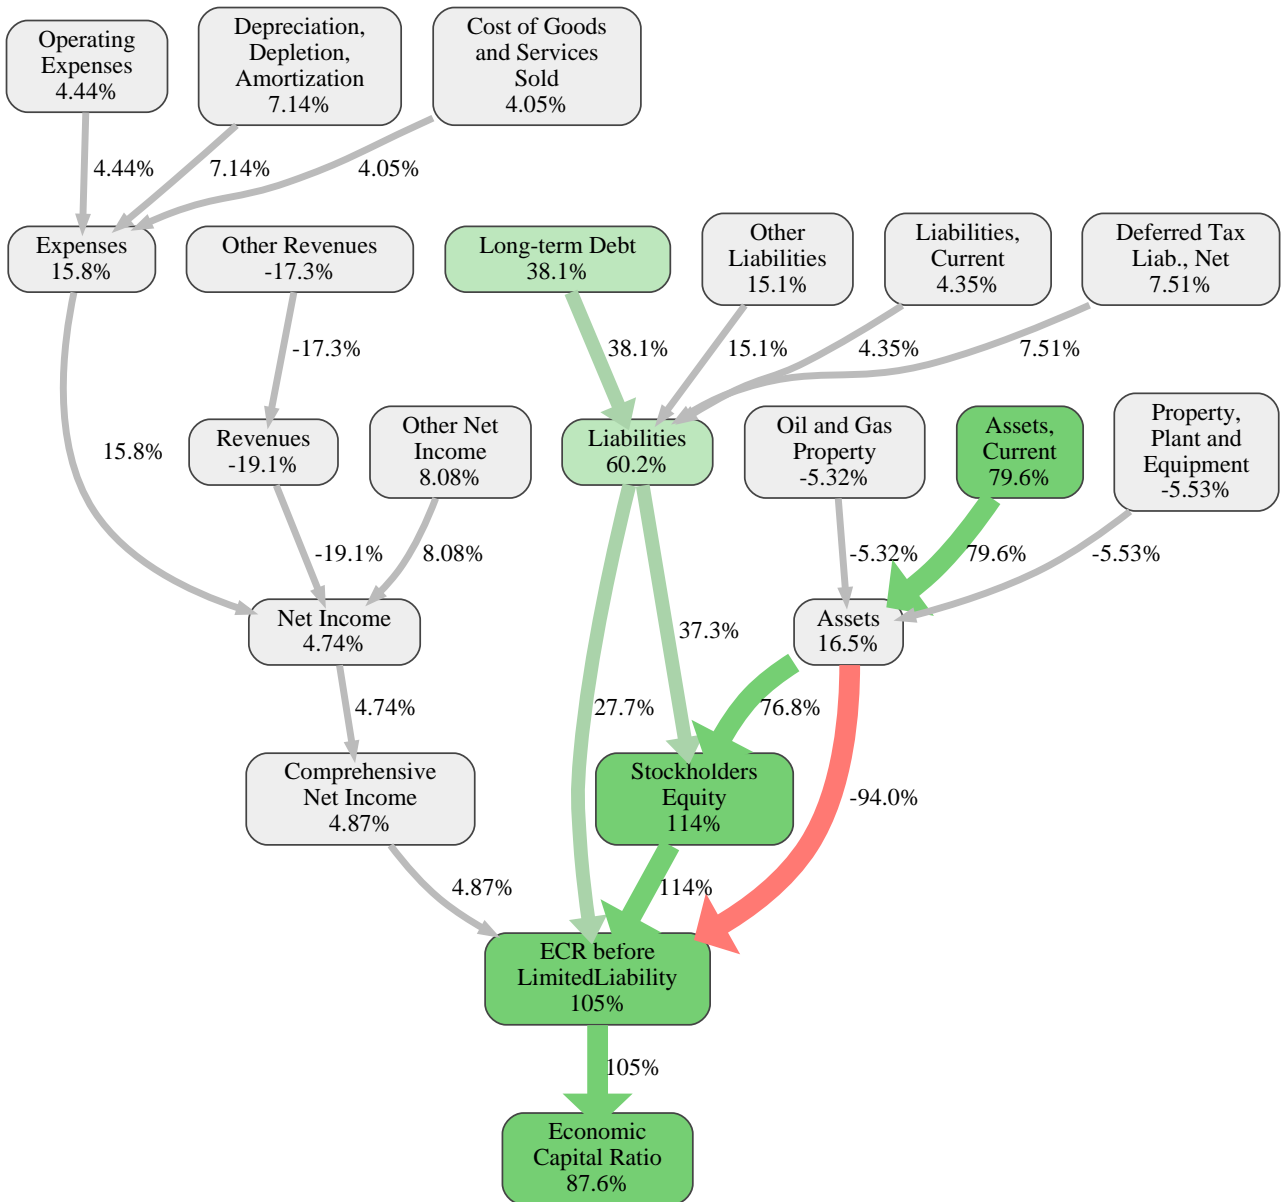 Operating
Expenses
4.44%
Depreciation,
Depletion,
Amortization
7.14%
Cost of Goods
and Services
Sold
4.05%
4.44%
7.14%
4.05%
Expenses
15.8%
Other Revenues
-17.3%
Long-term Debt
38.1%
Other
Liabilities
15.1%
Liabilities,
Current
4.35%
Deferred Tax
Liab., Net
7.51%
-17.3%
38.1%
15.1%
4.35%
7.51%
15.8%
Revenues
-19.1%
Other Net
Income
8.08%
Liabilities
60.2%
Oil and Gas
Property
-5.32%
Assets,
Current
79.6%
Property,
Plant and
Equipment
-5.53%
-19.1%
8.08%
-5.32%
79.6%
-5.53%
Net Income
4.74%
37.3%
Assets
16.5%
4.74%
27.7%
76.8%
Comprehensive
Net Income
4.87%
Stockholders
Equity
114%
-94.0%
4.87%
114%
ECR before
LimitedLiability
105%
105%
Economic
Capital Ratio
87.6%